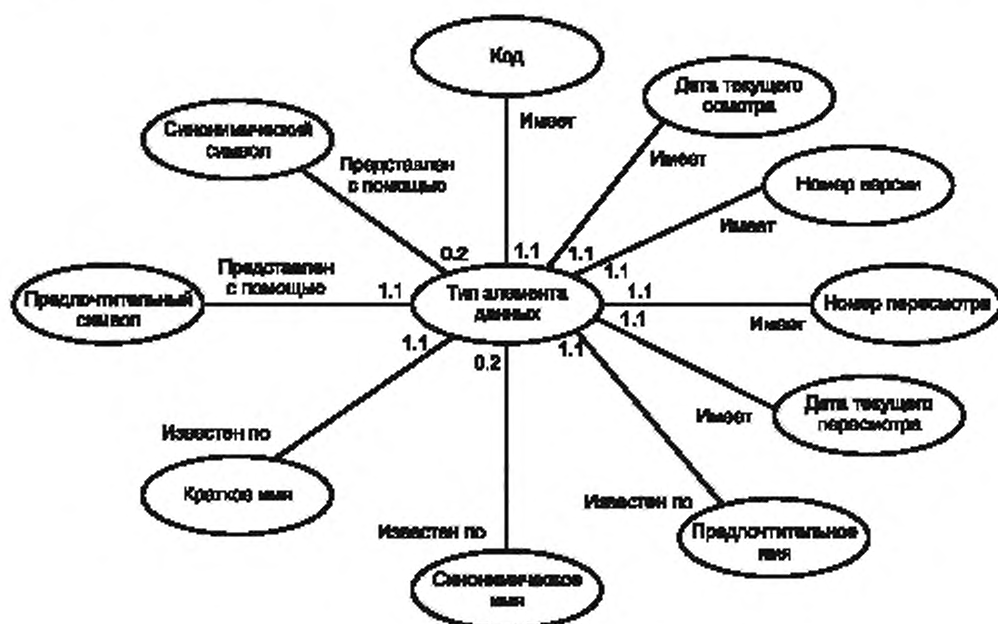 Код
Имеет
Дата текущего
осмотра
Имеет
Синонимический
символ
Представлен
с помощью
Номер версии
Имеет
0.2
1.1
1.1
1.1
Предпочтительный
символ
Представлен
с помощью
1.1
Тип элемента
данных
1.1
Номер пересмотра
Имеет
1.1
1.1
0.2
1.1
Имеет
Дата текущего
пересмотра
Известен по
Краткое имя
Известен по
Предпочтительное
имя
Известен по
Синонимическое
имя